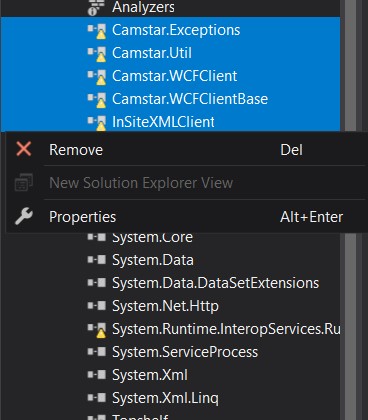 Analyzers
Camstar.Exceptions
Camstar.Util
Camstar.WCFClient
Camstar.WCFClientBase
InSiteXMLClient
Remove Del
New Solution Explorer View
Properties Alt+Enter
System.Core
System.Data
System.Data.DataSetExtensions
System.Net.Http
System.Runtime.InteropServices.Ru
System.ServiceProcess
System.Xml
System.Xml.Linq
Topshelf